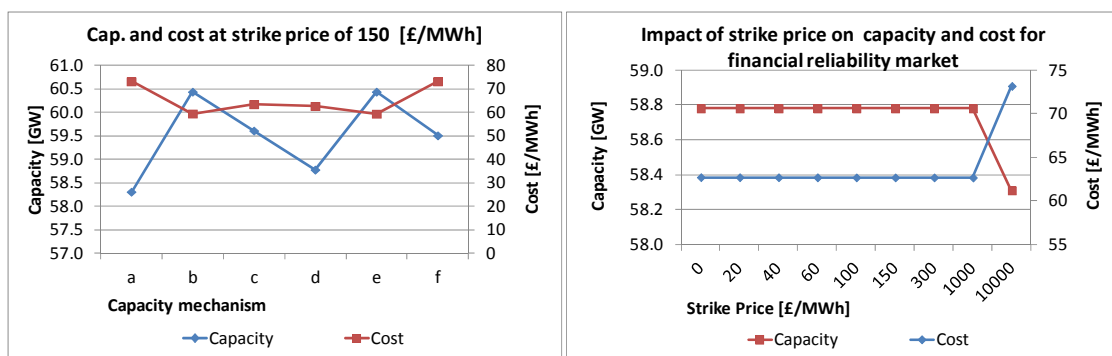 Cap. and cost at strike price of 150 [£/MWh]
61.0
60.5
60.0
59.5
59.0
58.5
58.0
57.5
57.0
Capacity [GW]
80
70
60
50
40
30
20
10
0
Cost [£/MWh]
a b c d e f
Capacity mechanism
Capacity Cost
Impact of strike price on capacity and cost for
financial reliability market
59.0
58.8
58.6
58.4
58.2
58.0
Capacity [GW]
75
70
65
60
55
Cost [£/MWh]
0 20 40 60 100 150 300 1000 10000
Strike Price [£/MWh]
Capacity Cost